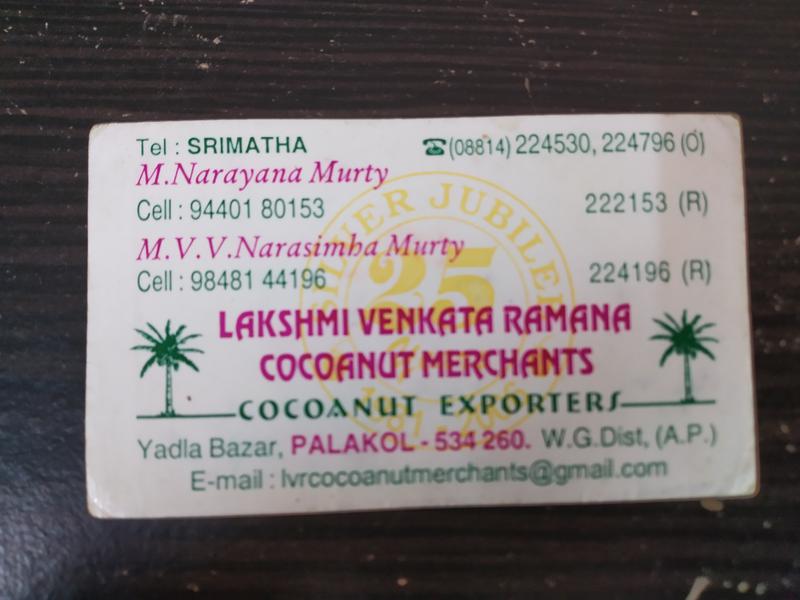 Tel : SRIMATHA ☎(08814) 224530, 224796 (O)
M.Narayana Murty
Cell : 94401 80153 222153 (R)
M.V.V.Narasimha Murty
Cell : 98481 44196 224196 (R)
SILVER JUBILEE
25
LAKSHMI VENKATA RAMANA
COCOANUT MERCHANTS
COCOANUT EXPORTERS
Yadla Bazar, PALAKOL - 534 260. W.G.Dist, (A.P.)
E-mail : lvrcocoanutmerchants@gmail.com